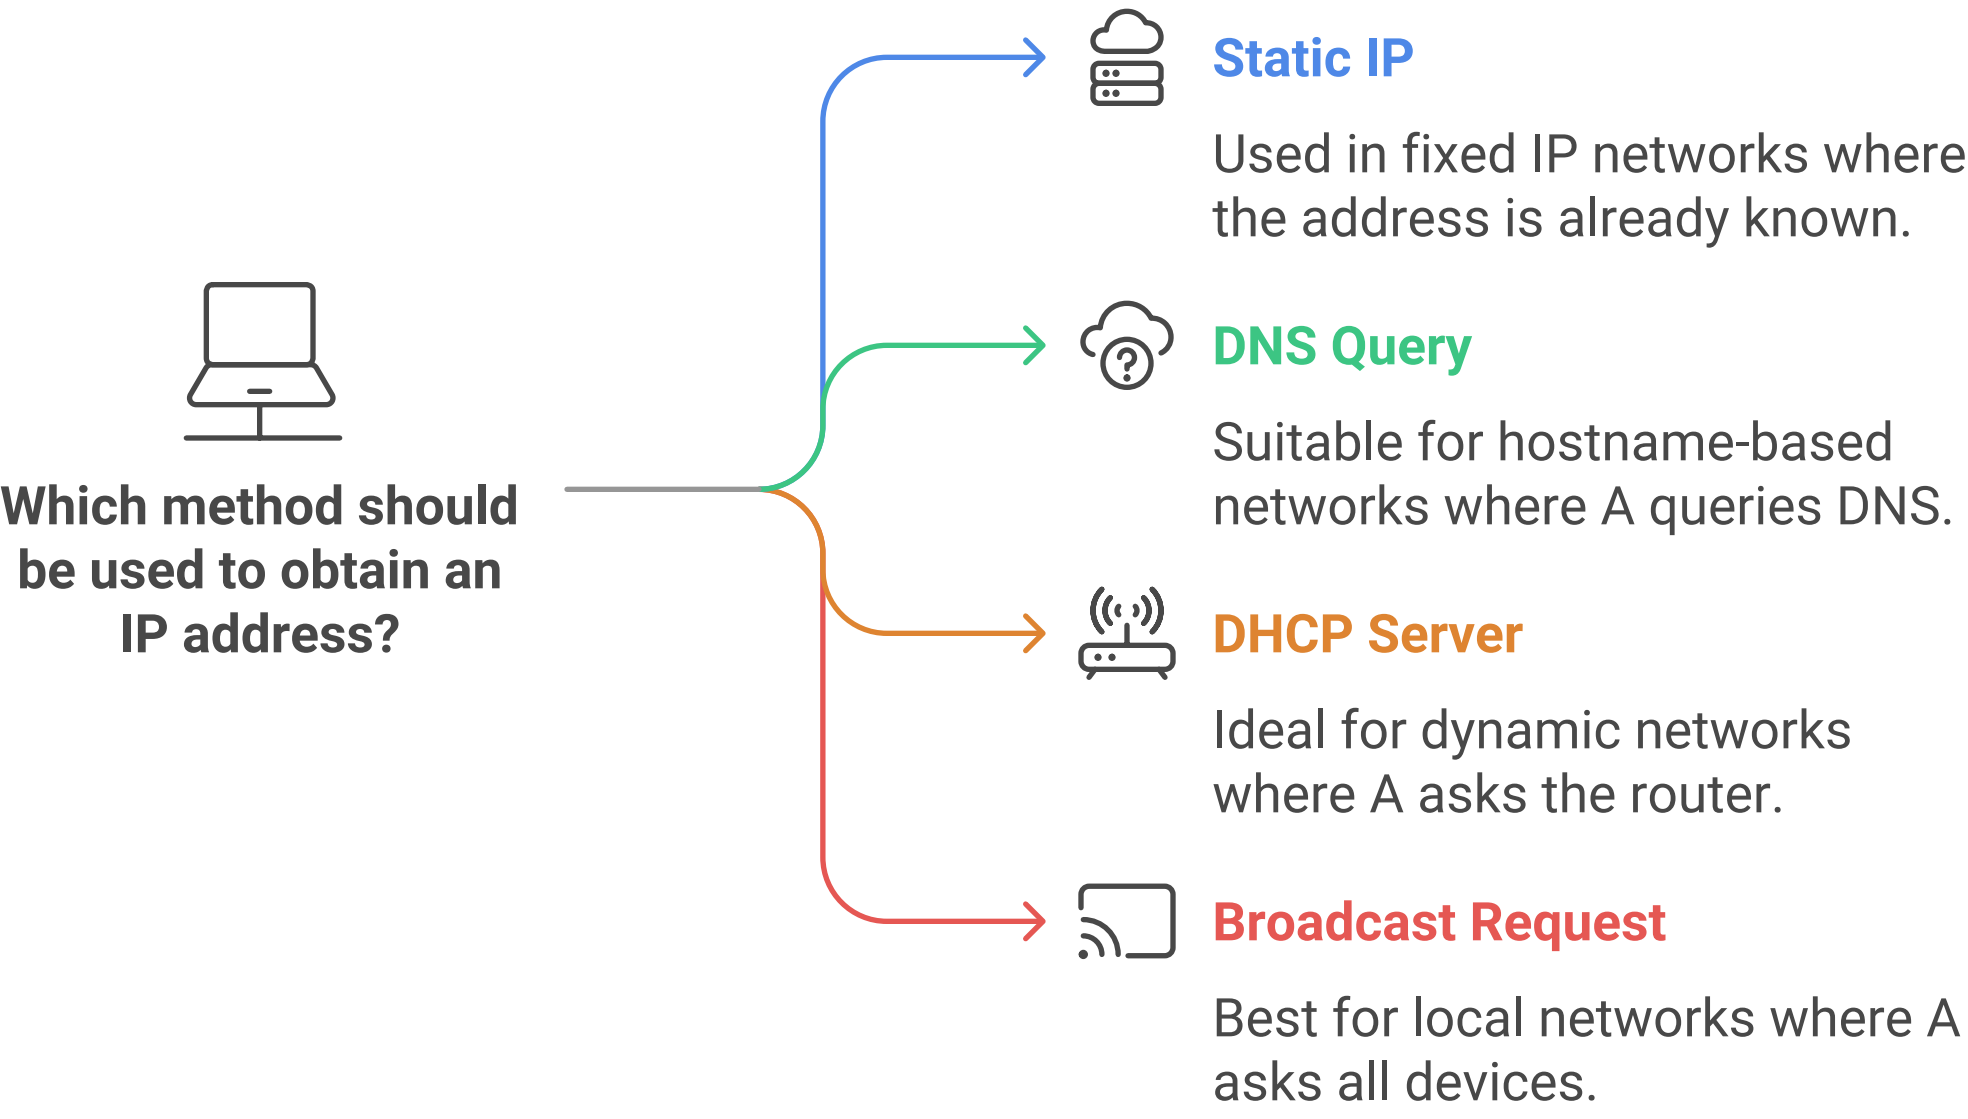 Which method should
be used to obtain an
IP address?
Static IP
Used in fixed IP networks where
the address is already known.
DNS Query
Suitable for hostname-based
networks where A queries DNS.
DHCP Server
Ideal for dynamic networks
where A asks the router.
Broadcast Request
Best for local networks where A
asks all devices.